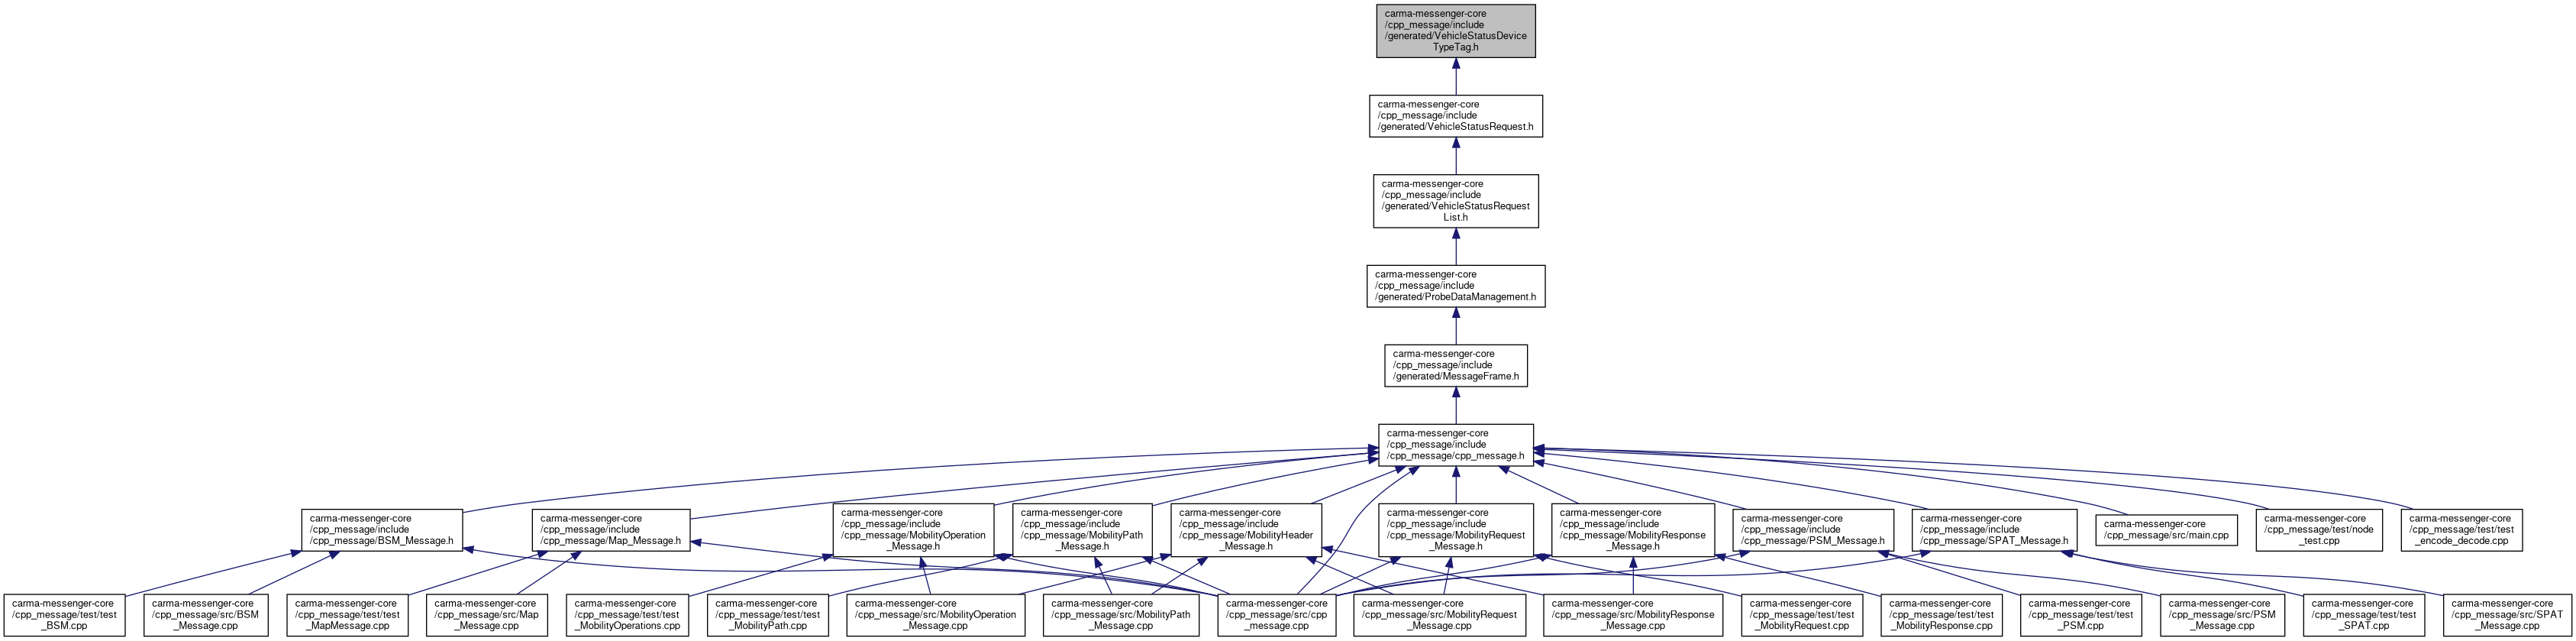 carma-messenger-core
/cpp_message/include
/generated/VehicleStatusDevice
TypeTag.h
carma-messenger-core
/cpp_message/include
/generated/VehicleStatusRequest.h
carma-messenger-core
/cpp_message/include
/generated/VehicleStatusRequest
List.h
carma-messenger-core
/cpp_message/include
/generated/ProbeDataManagement.h
carma-messenger-core
/cpp_message/include
/generated/MessageFrame.h
carma-messenger-core
/cpp_message/include
/cpp_message/cpp_message.h
carma-messenger-core
/cpp_message/include
/cpp_message/BSM_Message.h
carma-messenger-core
/cpp_message/include
/cpp_message/Map_Message.h
carma-messenger-core
/cpp_message/include
/cpp_message/MobilityOperation
_Message.h
carma-messenger-core
/cpp_message/include
/cpp_message/MobilityPath
_Message.h
carma-messenger-core
/cpp_message/include
/cpp_message/MobilityHeader
_Message.h
carma-messenger-core
/cpp_message/include
/cpp_message/MobilityRequest
_Message.h
carma-messenger-core
/cpp_message/include
/cpp_message/MobilityResponse
_Message.h
carma-messenger-core
/cpp_message/include
/cpp_message/PSM_Message.h
carma-messenger-core
/cpp_message/include
/cpp_message/SPAT_Message.h
carma-messenger-core
/cpp_message/src/main.cpp
carma-messenger-core
/cpp_message/test/node
_test.cpp
carma-messenger-core
/cpp_message/test/test
_encode_decode.cpp
carma-messenger-core
/cpp_message/test/test
_BSM.cpp
carma-messenger-core
/cpp_message/src/BSM
_Message.cpp
carma-messenger-core
/cpp_message/test/test
_MapMessage.cpp
carma-messenger-core
/cpp_message/src/Map
_Message.cpp
carma-messenger-core
/cpp_message/test/test
_MobilityOperations.cpp
carma-messenger-core
/cpp_message/test/test
_MobilityPath.cpp
carma-messenger-core
/cpp_message/src/MobilityOperation
_Message.cpp
carma-messenger-core
/cpp_message/src/MobilityPath
_Message.cpp
carma-messenger-core
/cpp_message/src/cpp
_message.cpp
carma-messenger-core
/cpp_message/src/MobilityRequest
_Message.cpp
carma-messenger-core
/cpp_message/src/MobilityResponse
_Message.cpp
carma-messenger-core
/cpp_message/test/test
_MobilityRequest.cpp
carma-messenger-core
/cpp_message/test/test
_MobilityResponse.cpp
carma-messenger-core
/cpp_message/test/test
_PSM.cpp
carma-messenger-core
/cpp_message/src/PSM
_Message.cpp
carma-messenger-core
/cpp_message/test/test
_SPAT.cpp
carma-messenger-core
/cpp_message/src/SPAT
_Message.cpp